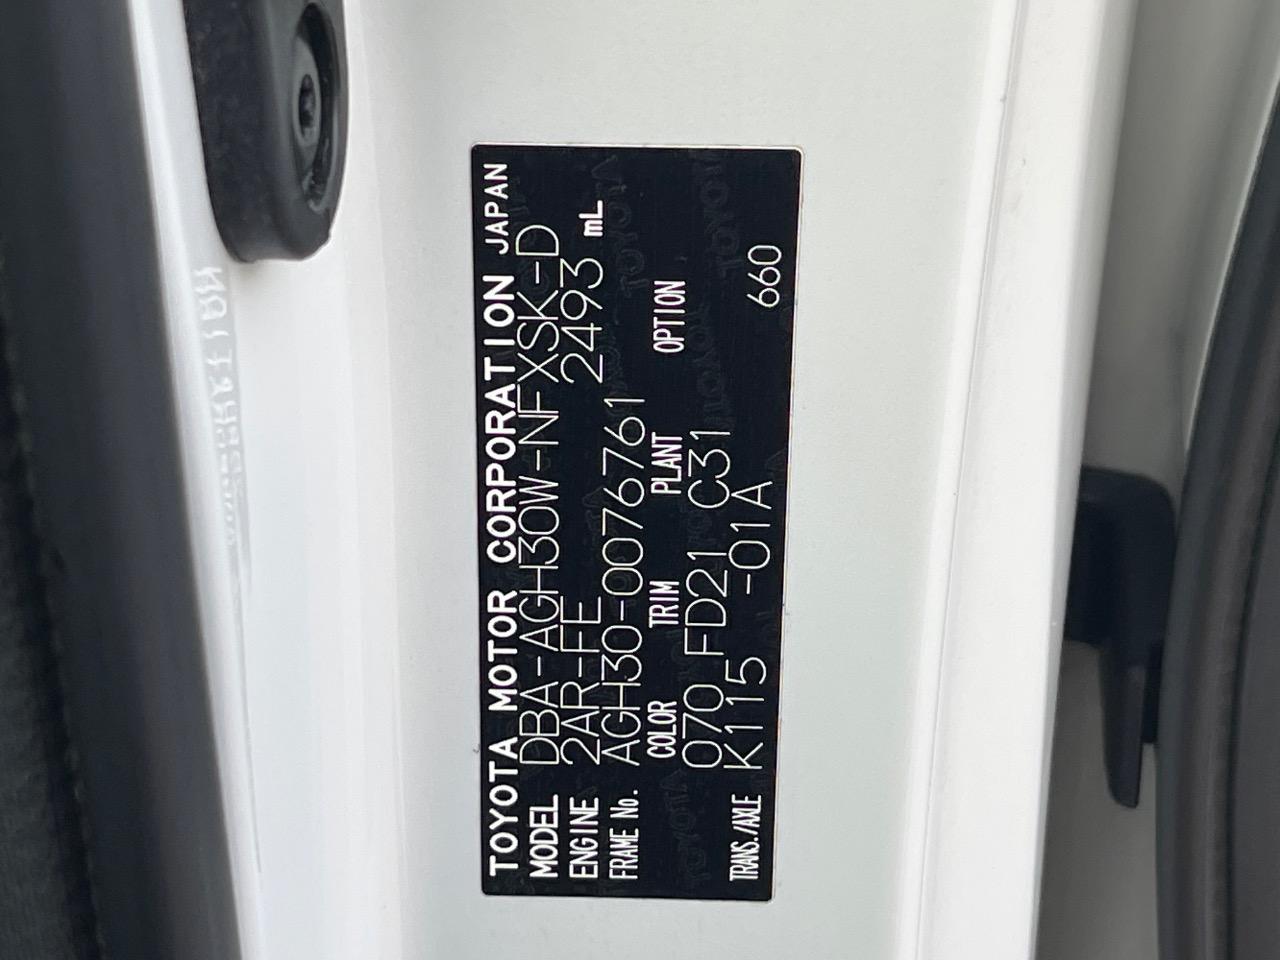 TOYOTA MOTOR CORPORATION JAPAN
MODEL DBA-AGH30W-NFXSK-D
ENGINE 2AR-FE 2493 mL
FRAME No. AGH30-0076761
COLOR TRIM PLANT OPTION
070 FD21 C31
TRANS./AXLE K115 -01A 660